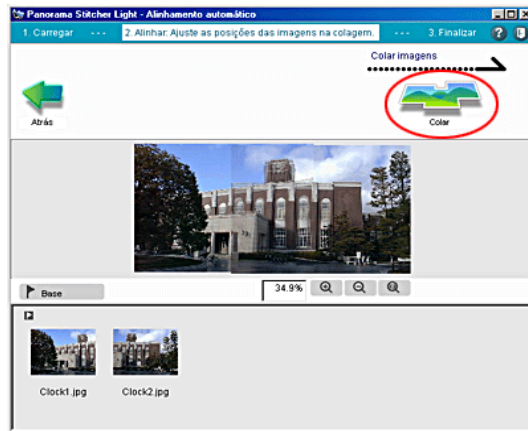 Panorama Stitcher Light - Alinhamento automático
1. Carregar --- 2. Alinhar: Ajuste as posições das imagens na colagem. --- 3. Finalizar ?
Colar imagens
Atrás
Colar
Base
34.9%
Clock1.jpg Clock2.jpg